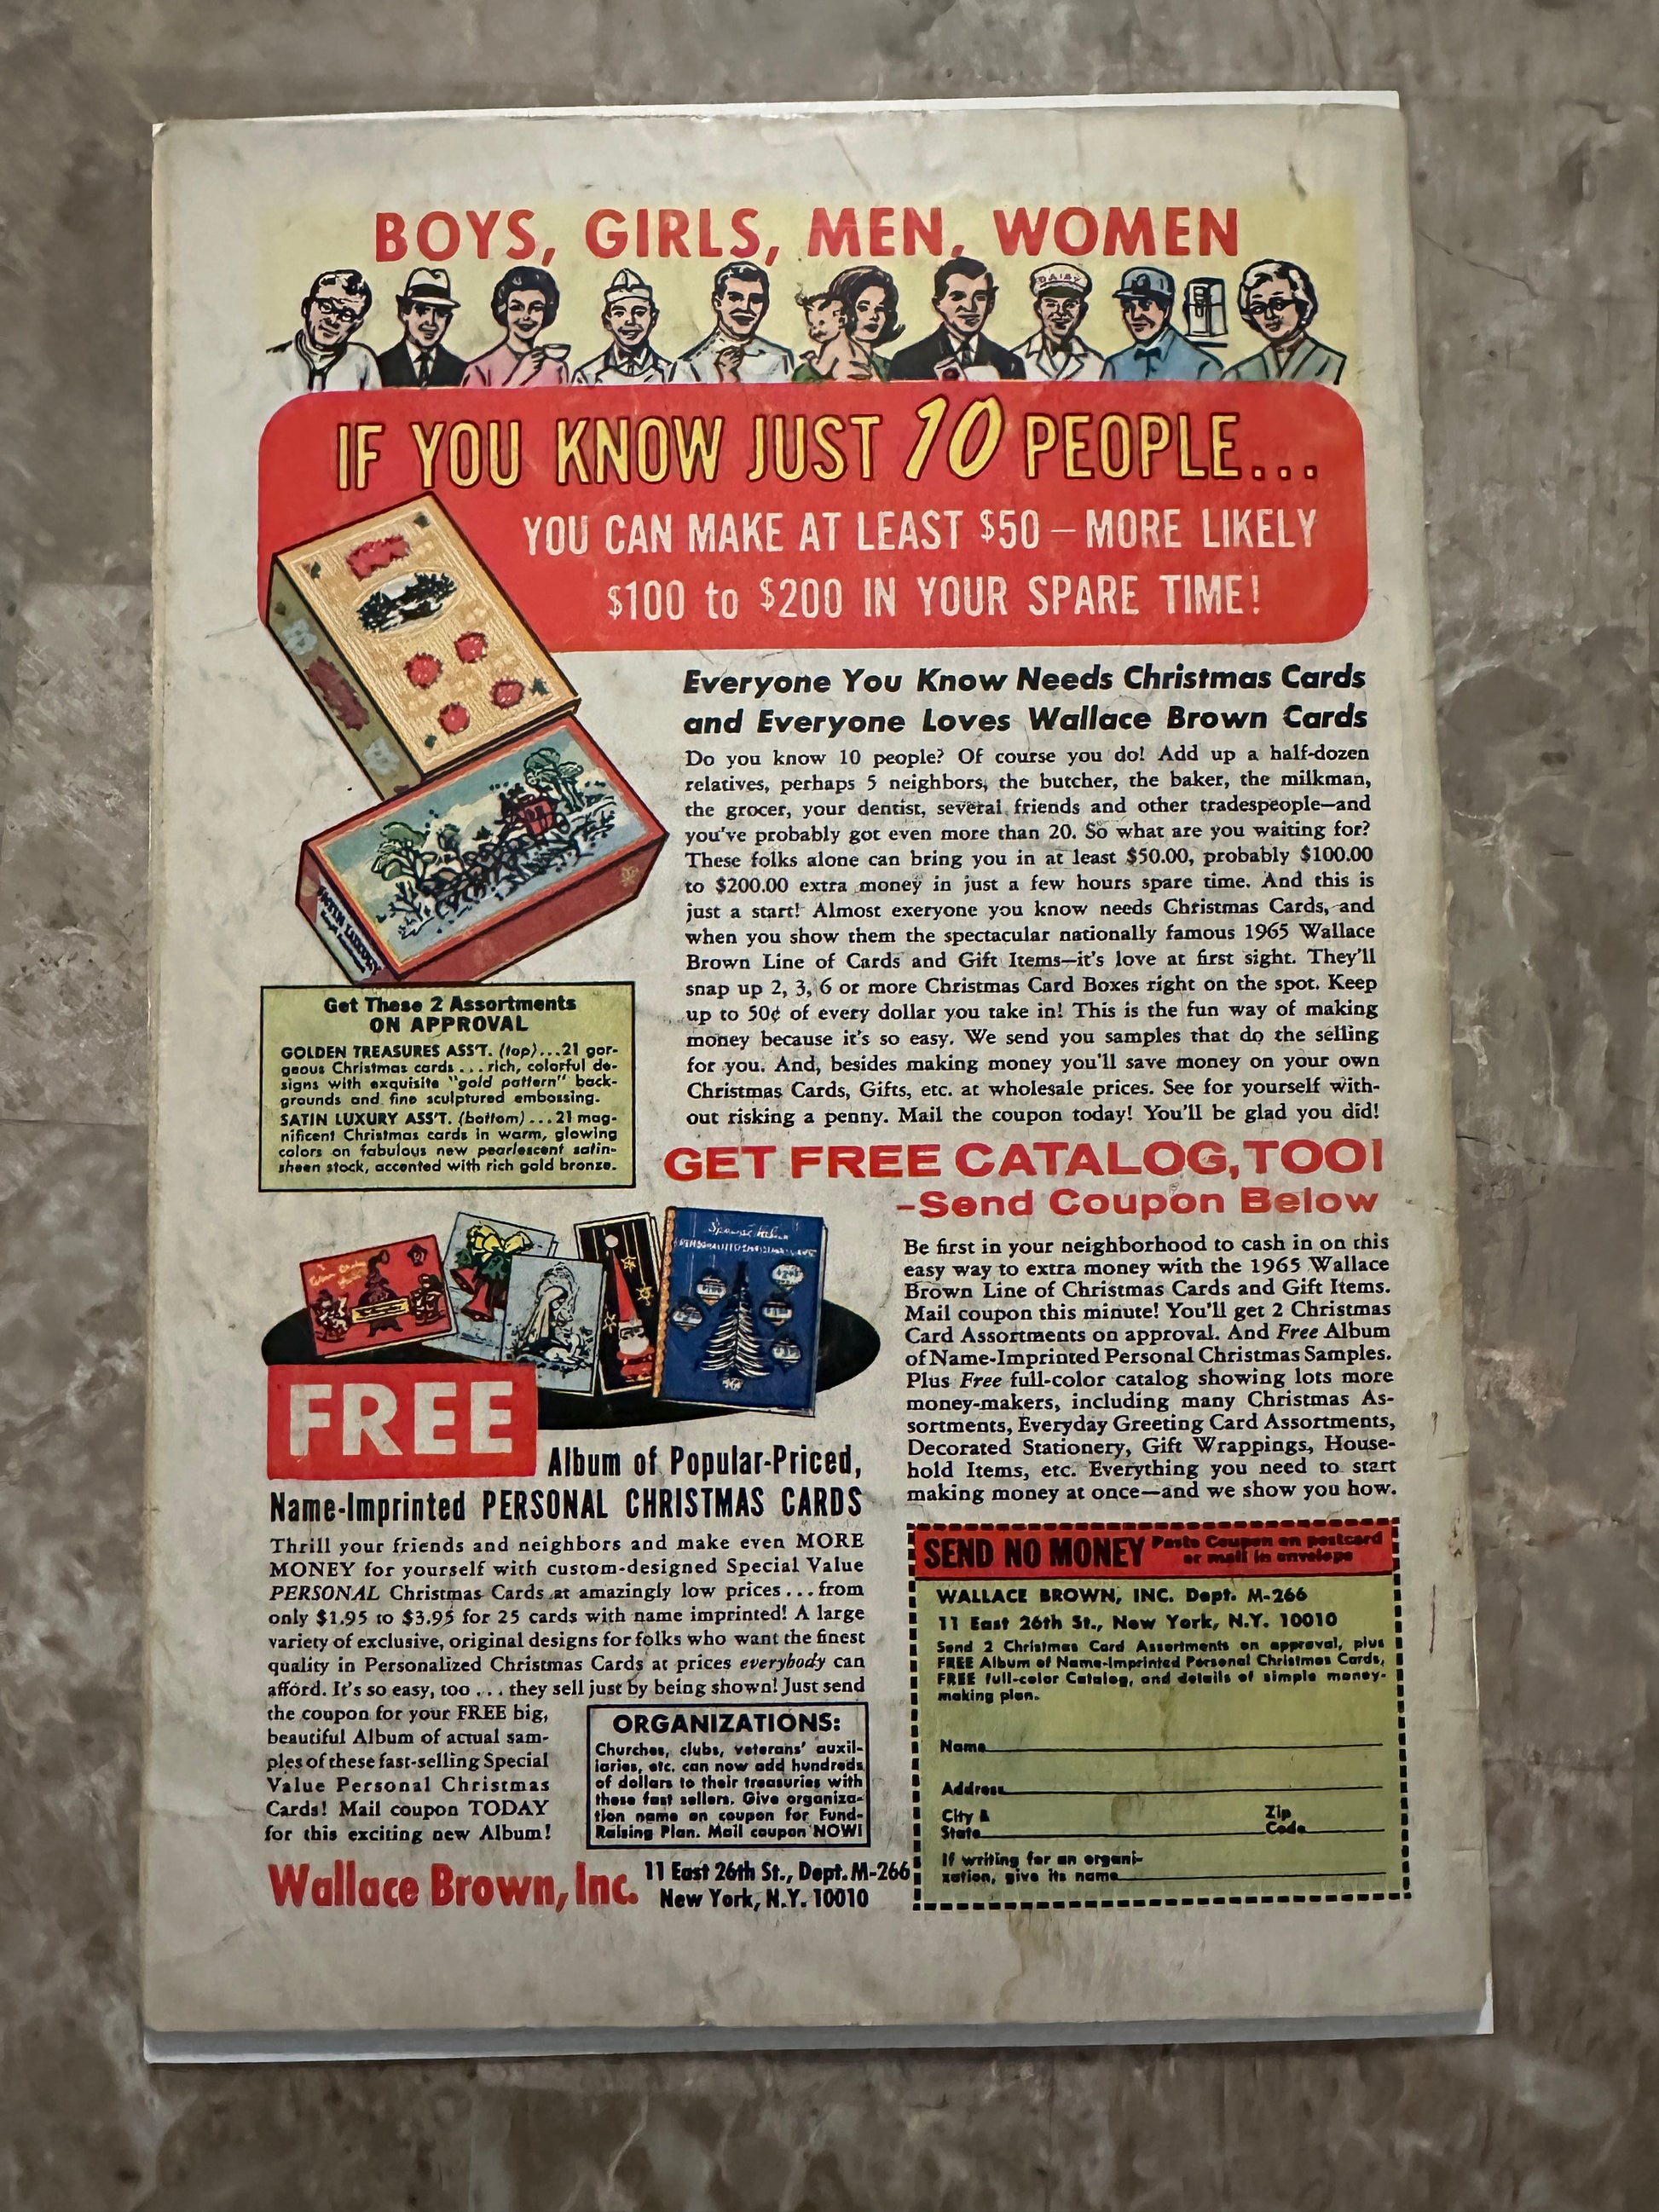 BOYS, GIRLS, MEN, WOMEN
DAISY
IF YOU KNOW JUST 10 PEOPLE...
YOU CAN MAKE AT LEAST $50 – MORE LIKELY
$100 to $200 IN YOUR SPARE TIME!
Everyone You Know Needs Christmas Cards
and Everyone Loves Wallace Brown Cards
Do you know 10 people? Of course you do! Add up a half-dozen
relatives, perhaps 5 neighbors, the butcher, the baker, the milkman,
the grocer, your dentist, several friends and other tradespeople—and
you've probably got even more than 20. So what are you waiting for?
These folks alone can bring you in at least $50.00, probably $100.00
to $200.00 extra money in just a few hours spare time. And this is
just a start! Almost exeryone you know needs Christmas Cards, and
when you show them the spectacular nationally famous 1965 Wallace
Brown Line of Cards and Gift Items—it's love at first sight. They'll
snap up 2, 3, 6 or more Christmas Card Boxes right on the spot. Keep
up to 50¢ of every dollar you take in! This is the fun way of making
money because it's so easy. We send you samples that do the selling
for you. And, besides making money you'll save money on your own
Christmas Cards, Gifts, etc. at wholesale prices. See for yourself with-
out risking a penny. Mail the coupon today! You'll be glad you did!
SATIN LUXURY
Get These 2 Assortments
ON APPROVAL
GOLDEN TREASURES ASS'T. (top)...21 gor-
geous Christmas cards...rich, colorful de-
signs with exquisite "gold pattern" back-
grounds and fine sculptured embossing.
SATIN LUXURY ASS'T. (bottom)...21 mag-
nificent Christmas cards in warm, glowing
colors on fabulous new pearlescent satin-
sheen stock, accented with rich gold bronze.
GET FREE CATALOG, TOO!
–Send Coupon Below
Be first in your neighborhood to cash in on this
easy way to extra money with the 1965 Wallace
Brown Line of Christmas Cards and Gift Items.
Mail coupon this minute! You'll get 2 Christmas
Card Assortments on approval. And Free Album
of Name-Imprinted Personal Christmas Samples.
Plus Free full-color catalog showing lots more
money-makers, including many Christmas As-
sortments, Everyday Greeting Card Assortments,
Decorated Stationery, Gift Wrappings, House-
hold Items, etc. Everything you need to start
making money at once—and we show you how.
FREE
Album of Popular-Priced,
Name-Imprinted PERSONAL CHRISTMAS CARDS
Thrill your friends and neighbors and make even MORE
MONEY for yourself with custom-designed Special Value
PERSONAL Christmas Cards at amazingly low prices...from
only $1.95 to $3.95 for 25 cards with name imprinted! A large
variety of exclusive, original designs for folks who want the finest
quality in Personalized Christmas Cards at prices everybody can
afford. It's so easy, too...they sell just by being shown! Just send
the coupon for your FREE big,
beautiful Album of actual sam-
ples of these fast-selling Special
Value Personal Christmas
Cards! Mail coupon TODAY
for this exciting new Album!
ORGANIZATIONS:
Churches, clubs, veterans' auxil-
iaries, etc. can now add hundreds
of dollars to their treasuries with
these fast sellers. Give organiza-
tion name on coupon for Fund-
Raising Plan. Mail coupon NOW!
Wallace Brown, Inc.
11 East 26th St., Dept. M-266
New York, N.Y. 10010
SEND NO MONEY
Paste Coupon on postcard
or mail in envelope
WALLACE BROWN, INC. Dept. M-266
11 East 26th St., New York, N.Y. 10010
Send 2 Christmas Card Assortments on approval, plus
FREE Album of Name-Imprinted Personal Christmas Cards,
FREE full-color Catalog, and details of simple money-
making plan.
Name
Address
City &
State
Zip
Code
If writing for an organi-
zation, give its name